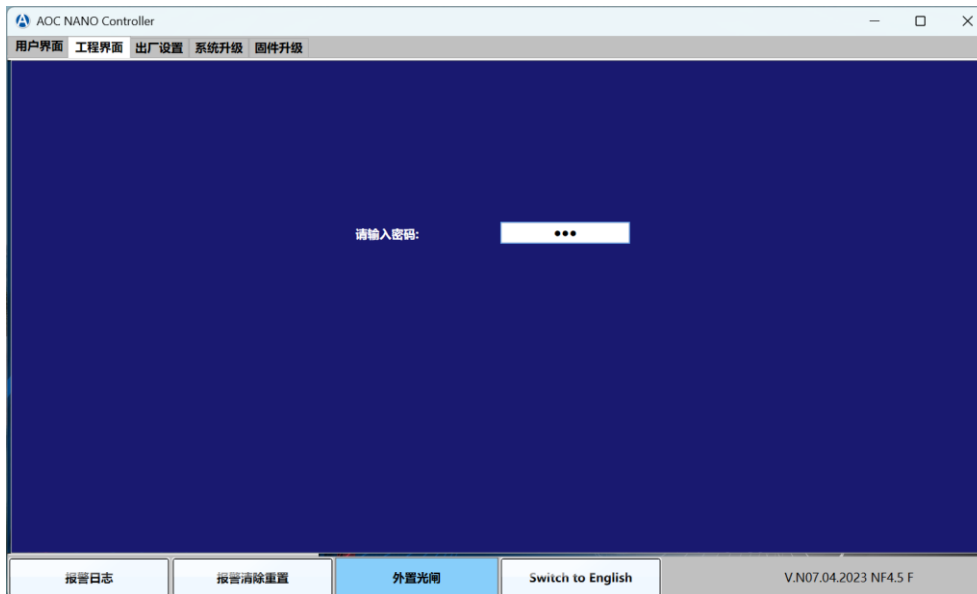 AOC NANO Controller
用户界面 工程界面 出厂设置 系统升级 固件升级
请输入密码: •••
报警日志 报警清除重置 外置光闸 Switch to English V.N07.04.2023 NF4.5 F